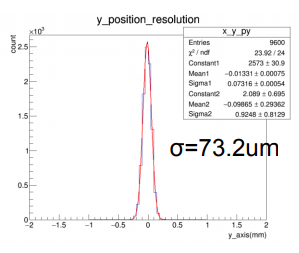 y_position_resolution
x_y_py
Entries 9600
χ² / ndf 23.92 / 24
Constant1 2573 ± 30.9
Mean1 −0.01331 ± 0.00075
Sigma1 0.07316 ± 0.00054
Constant2 2.089 ± 0.695
Mean2 −0.09865 ± 0.29362
Sigma2 0.9248 ± 0.8129
×10³
count
2.5
2
1.5
1
0.5
0
σ=73.2um
−2 −1.5 −1 −0.5 0 0.5 1 1.5 2
y_axis(mm)